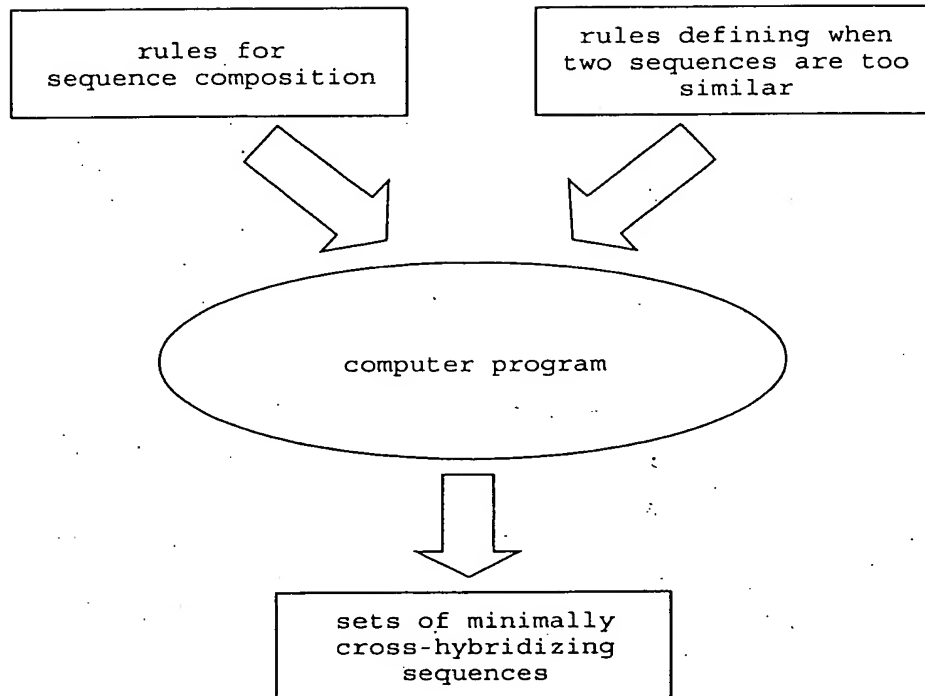 rules for
sequence composition
rules defining when
two sequences are too
similar
computer program
sets of minimally
cross-hybridizing
sequences